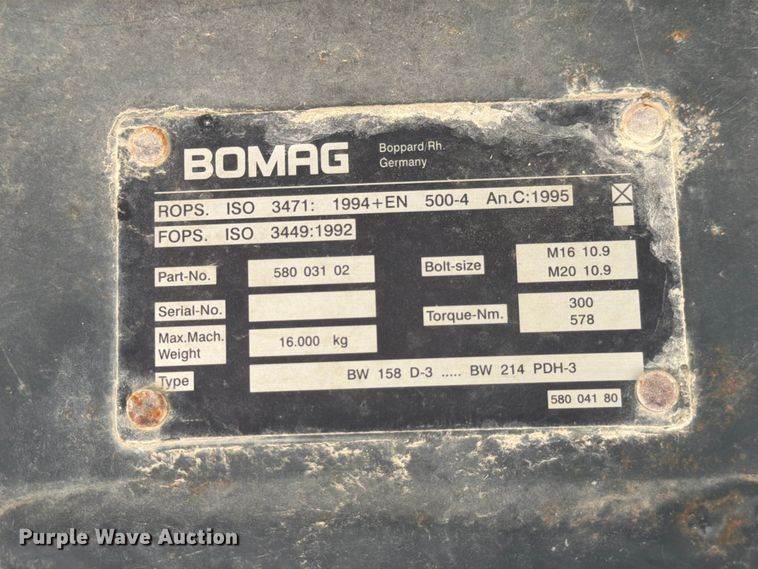 BOMAG
Boppard/Rh.
Germany
ROPS. ISO 3471: 1994+EN 500-4 An.C:1995
FOPS. ISO 3449:1992
Part-No. 580 031 02 Bolt-size M16 10.9
M20 10.9
Serial-No. Torque-Nm. 300
578
Max.Mach.
Weight 16.000 kg
Type BW 158 D-3 ..... BW 214 PDH-3
580 041 80
Purple Wave Auction